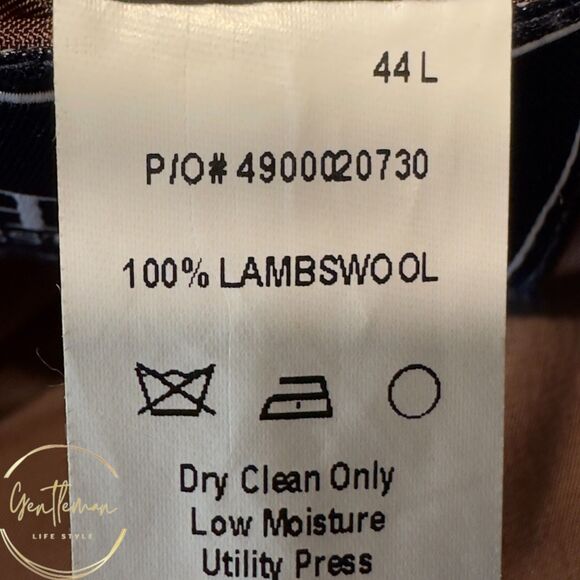 44 L
P/O# 4900020730
100% LAMBSWOOL
Dry Clean Only
Low Moisture
Utility Press
Gentleman
LIFE STYLE